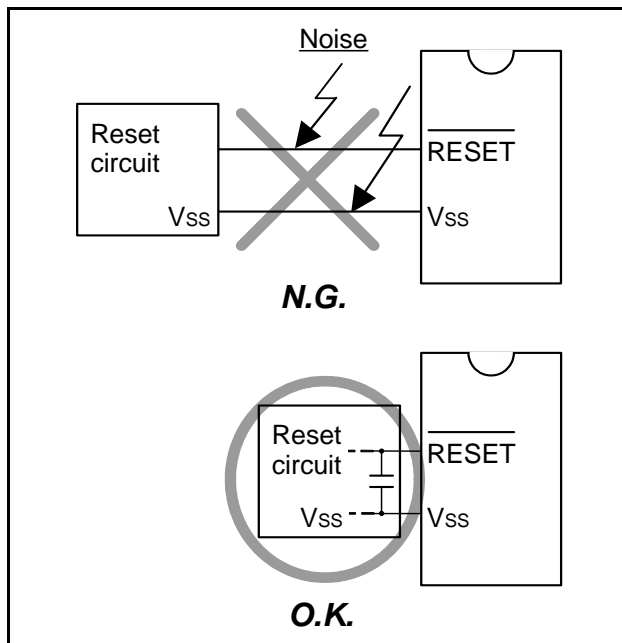 Noise
Reset
circuit
RESET
Vss
Vss
N.G.
Reset
circuit
RESET
Vss
Vss
O.K.